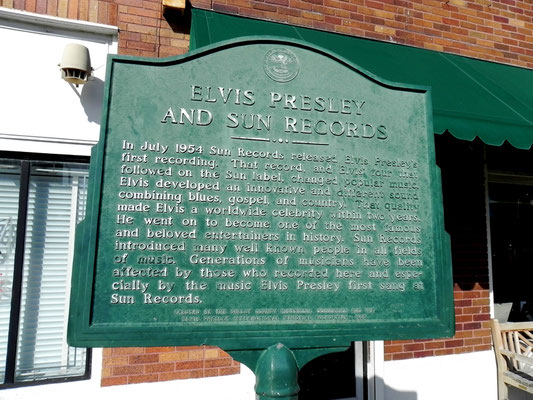 ELVIS PRESLEY
AND SUN RECORDS
In July 1954 Sun Records released Elvis Presley's
first recording. That record, and Elvis' four that
followed on the Sun label, changed popular music.
Elvis developed an innovative and different sound
combining blues, gospel, and country. That quality
made Elvis a worldwide celebrity within two years.
He went on to become one of the most famous
and beloved entertainers in history. Sun Records
introduced many well known people in all fields
of music. Generations of musicians have been
affected by those who recorded here and espe-
cially by the music Elvis Presley first sang at
Sun Records.